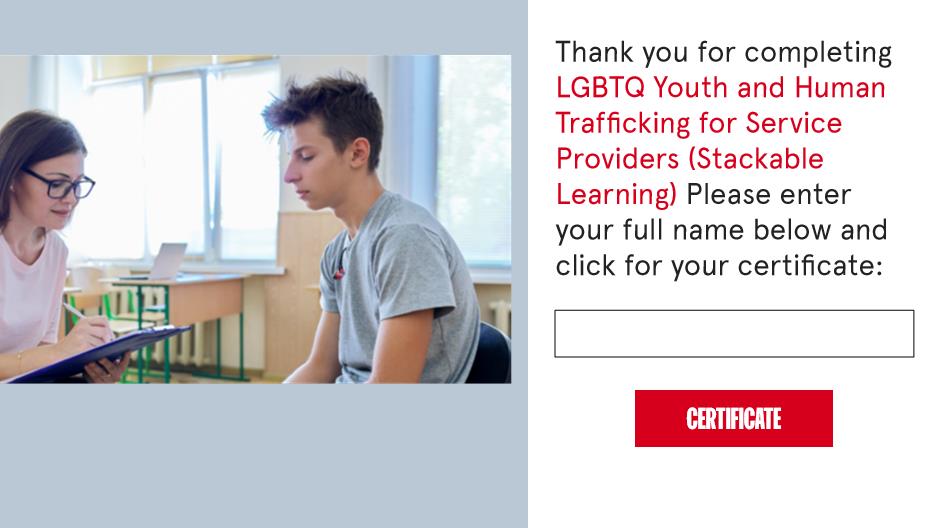 Thank you for completing
LGBTQ Youth and Human
Trafficking for Service
Providers (Stackable
Learning) Please enter
your full name below and
click for your certificate:
CERTIFICATE